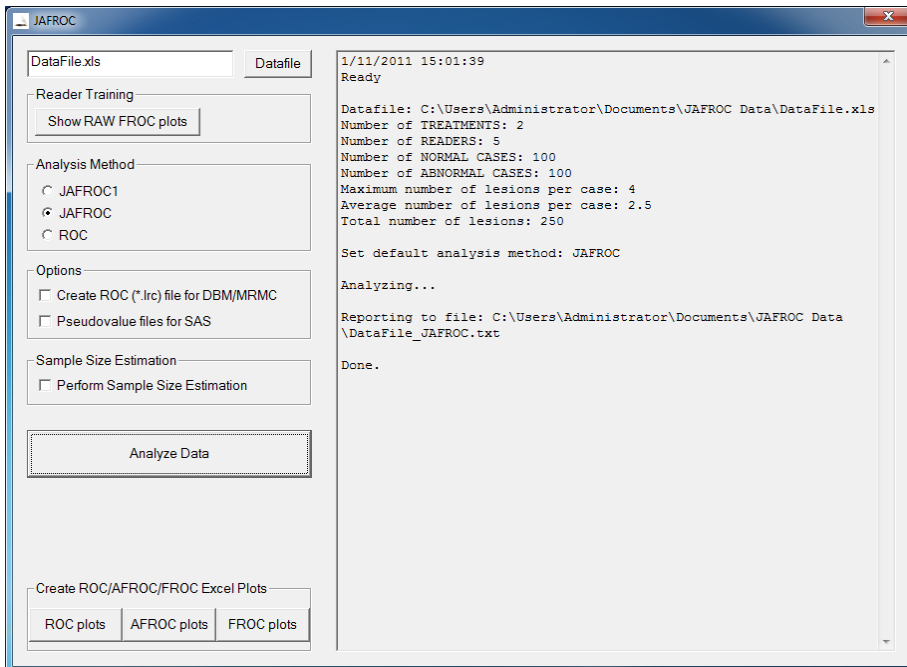 JAFROC
DataFile.xls
Datafile
Reader Training
Show RAW FROC plots
Analysis Method
JAFROC1
JAFROC
ROC
Options
Create ROC (*.lrc) file for DBM/MRMC
Pseudovalue files for SAS
Sample Size Estimation
Perform Sample Size Estimation
Analyze Data
Create ROC/AFROC/FROC Excel Plots
ROC plots
AFROC plots
FROC plots
1/11/2011 15:01:39
Ready
Datafile: C:\Users\Administrator\Documents\JAFROC Data\DataFile.xls
Number of TREATMENTS: 2
Number of READERS: 5
Number of NORMAL CASES: 100
Number of ABNORMAL CASES: 100
Maximum number of lesions per case: 4
Average number of lesions per case: 2.5
Total number of lesions: 250
Set default analysis method: JAFROC
Analyzing...
Reporting to file: C:\Users\Administrator\Documents\JAFROC Data
\DataFile_JAFROC.txt
Done.